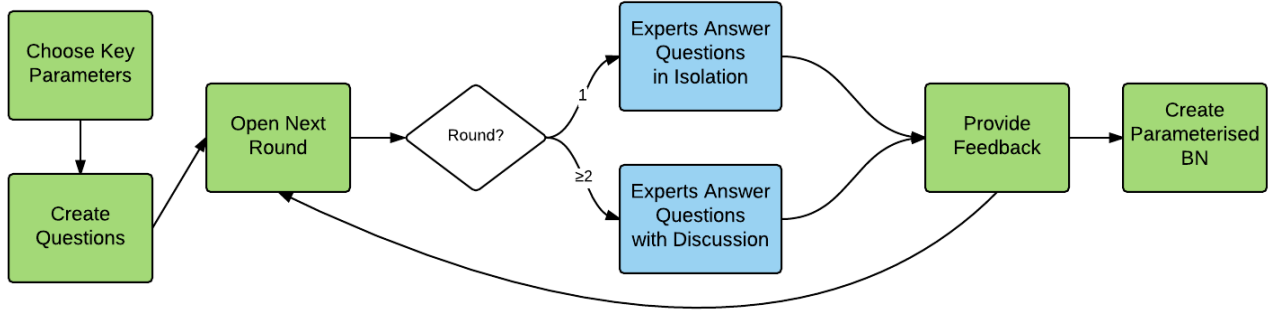 Choose Key
Parameters
Create
Questions
Open Next
Round
Round?
1
≥2
Experts Answer
Questions
in Isolation
Experts Answer
Questions
with Discussion
Provide
Feedback
Create
Parameterised
BN